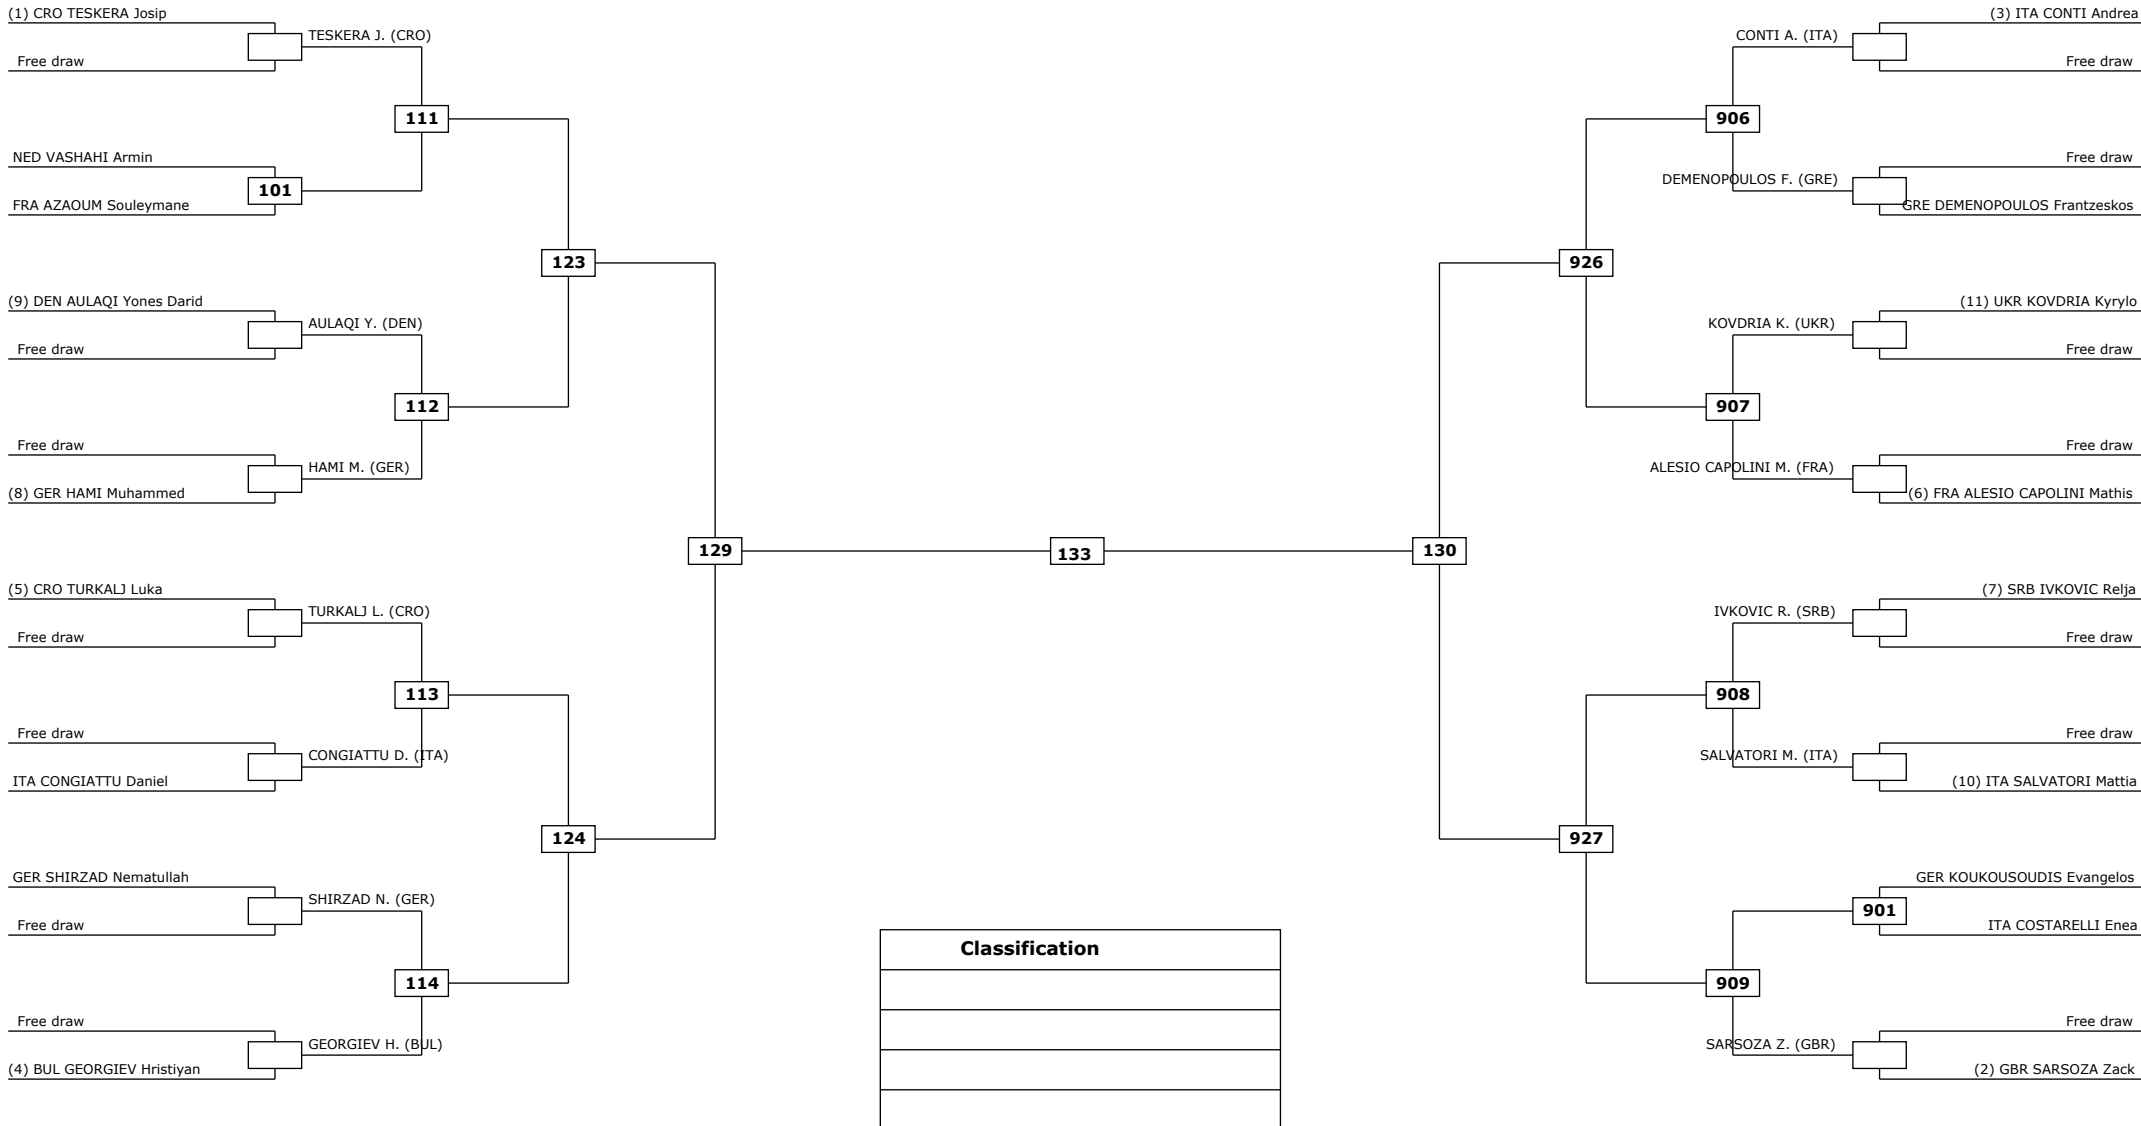 (1) CRO TESKERA Josip
TESKERA J. (CRO)
Free draw
111
NED VASHAHI Armin
101
FRA AZAOUM Souleymane
123
(9) DEN AULAQI Yones Darid
AULAQI Y. (DEN)
Free draw
112
Free draw
HAMI M. (GER)
(8) GER HAMI Muhammed
129
(5) CRO TURKALJ Luka
TURKALJ L. (CRO)
Free draw
113
Free draw
CONGIATTU D. (ITA)
ITA CONGIATTU Daniel
124
GER SHIRZAD Nematullah
SHIRZAD N. (GER)
Free draw
114
Free draw
GEORGIEV H. (BUL)
(4) BUL GEORGIEV Hristiyan
133
Classification
(3) ITA CONTI Andrea
CONTI A. (ITA)
Free draw
906
Free draw
DEMENOPOULOS F. (GRE)
GRE DEMENOPOULOS Frantzeskos
926
(11) UKR KOVDRIA Kyrylo
KOVDRIA K. (UKR)
Free draw
907
Free draw
ALESIO CAPOLINI M. (FRA)
(6) FRA ALESIO CAPOLINI Mathis
130
(7) SRB IVKOVIC Relja
IVKOVIC R. (SRB)
Free draw
908
Free draw
SALVATORI M. (ITA)
(10) ITA SALVATORI Mattia
927
GER KOUKOUSOUDIS Evangelos
901
ITA COSTARELLI Enea
909
Free draw
SARSOZA Z. (GBR)
(2) GBR SARSOZA Zack